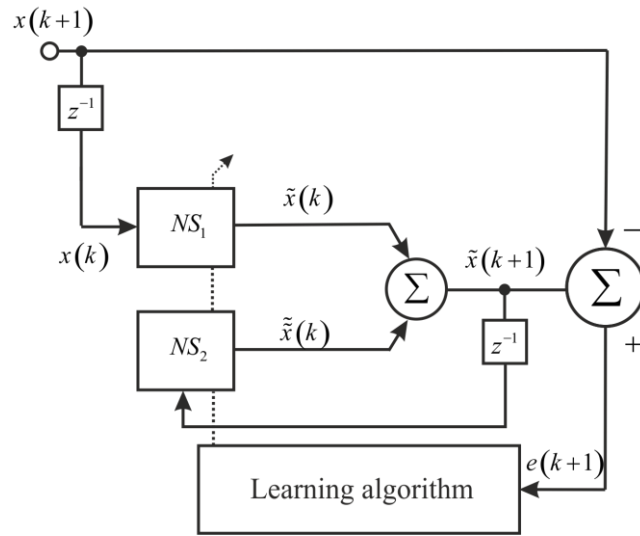 x(k+1)
z⁻¹
x(k)
NS₁
x̃(k)
NS₂
x̃̃(k)
Σ
x̃(k+1)
z⁻¹
Σ
−
+
e(k+1)
Learning algorithm